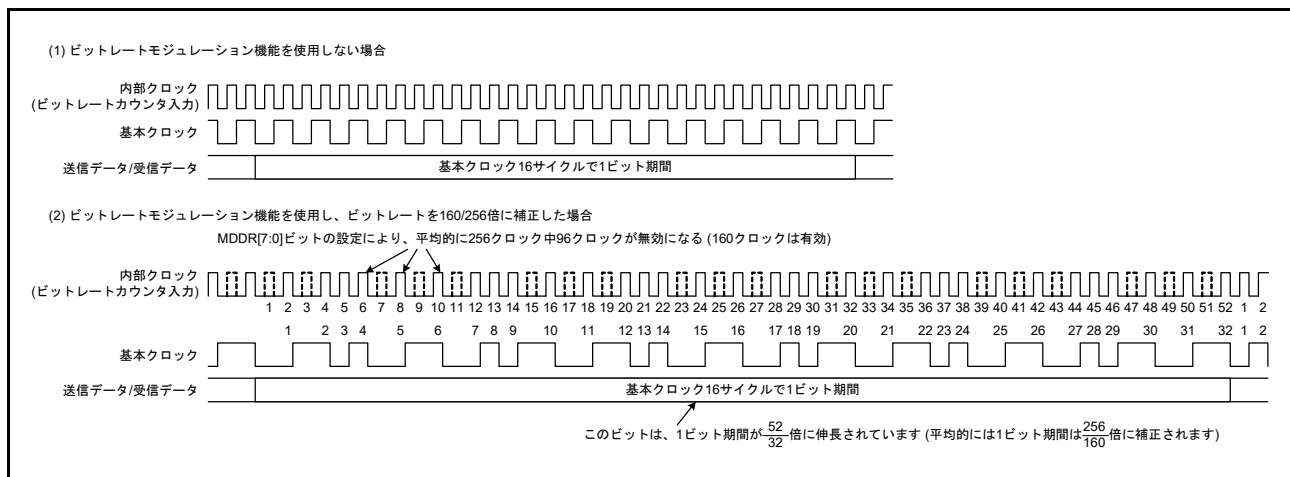 (1) ビットレートモジュレーション機能を使用しない場合
内部クロック
(ビットレートカウンタ入力)
基本クロック
送信データ/受信データ
基本クロック16サイクルで1ビット期間
(2) ビットレートモジュレーション機能を使用し、ビットレートを160/256倍に補正した場合
MDDR[7:0]ビットの設定により、平均的に256クロック中96クロックが無効になる (160クロックは有効)
内部クロック
(ビットレートカウンタ入力)
1 2 3 4 5 6 7 8 9 10 11 12 13 14 15 16 17 18 19 20 21 22 23 24 25 26 27 28 29 30 31 32 33 34 35 36 37 38 39 40 41 42 43 44 45 46 47 48 49 50 51 52 1 2
1 2 3 4 5 6 7 8 9 10 11 12 13 14 15 16 17 18 19 20 21 22 23 24 25 26 27 28 29 30 31 32 1 2
基本クロック
送信データ/受信データ
基本クロック16サイクルで1ビット期間
このビットは、1ビット期間が52/32倍に伸長されています (平均的には1ビット期間は256/160倍に補正されます)